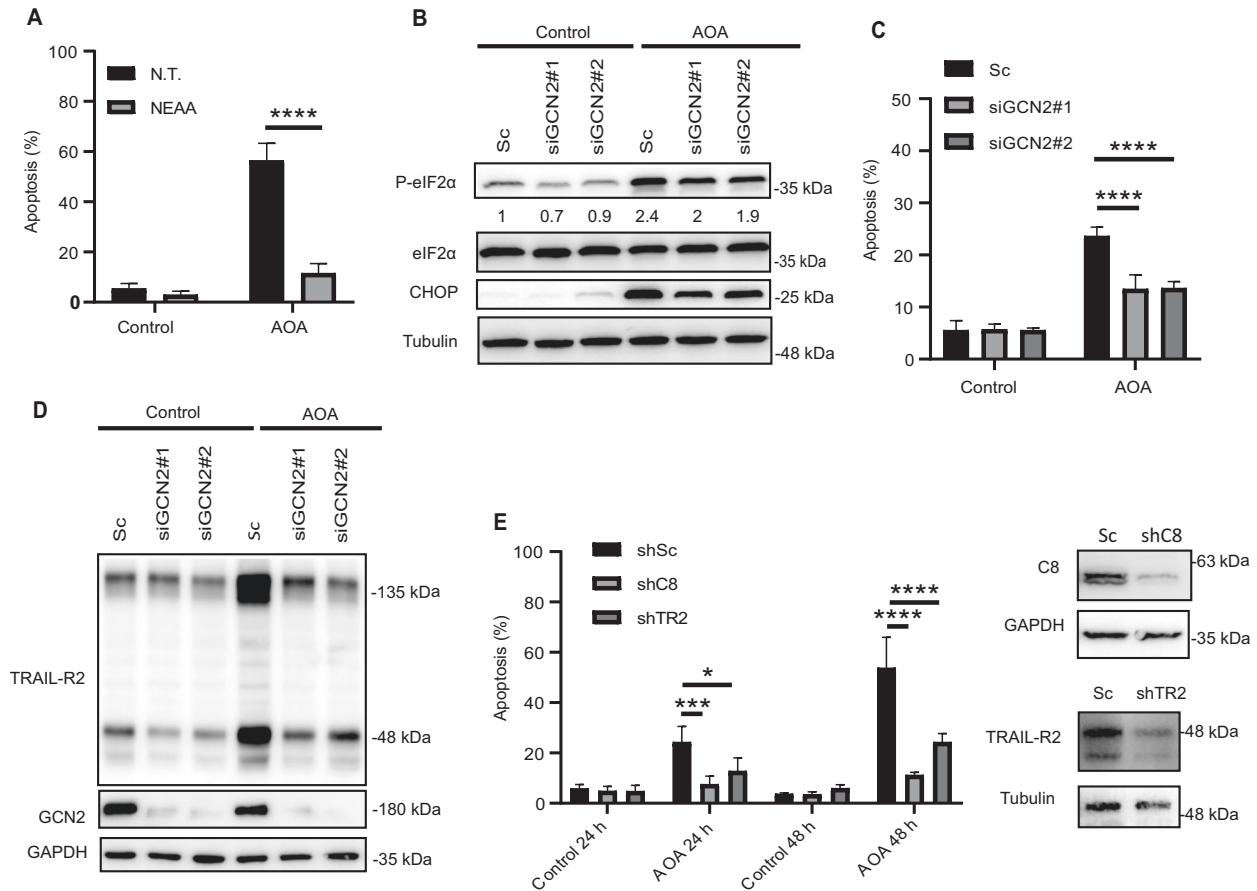 A
100
80
60
40
20
0
Apoptosis (%)
N.T.
NEAA
****
Control
AOA
B
Control
AOA
Sc
siGCN2#1
siGCN2#2
Sc
siGCN2#1
siGCN2#2
P-eIF2α
-35 kDa
1 0.7 0.9 2.4 2 1.9
eIF2α
-35 kDa
CHOP
-25 kDa
Tubulin
-48 kDa
C
Sc
siGCN2#1
siGCN2#2
50
40
30
20
10
0
Apoptosis (%)
****
****
Control
AOA
D
Control
AOA
Sc
siGCN2#1
siGCN2#2
Sc
siGCN2#1
siGCN2#2
TRAIL-R2
-135 kDa
-48 kDa
GCN2
-180 kDa
GAPDH
-35 kDa
E
100
80
60
40
20
0
Apoptosis (%)
shSc
shC8
shTR2
*
***
****
****
Control 24 h
AOA 24 h
Control 48 h
AOA 48 h
Sc shC8
C8
-63 kDa
GAPDH
-35 kDa
Sc shTR2
TRAIL-R2
-48 kDa
Tubulin
-48 kDa